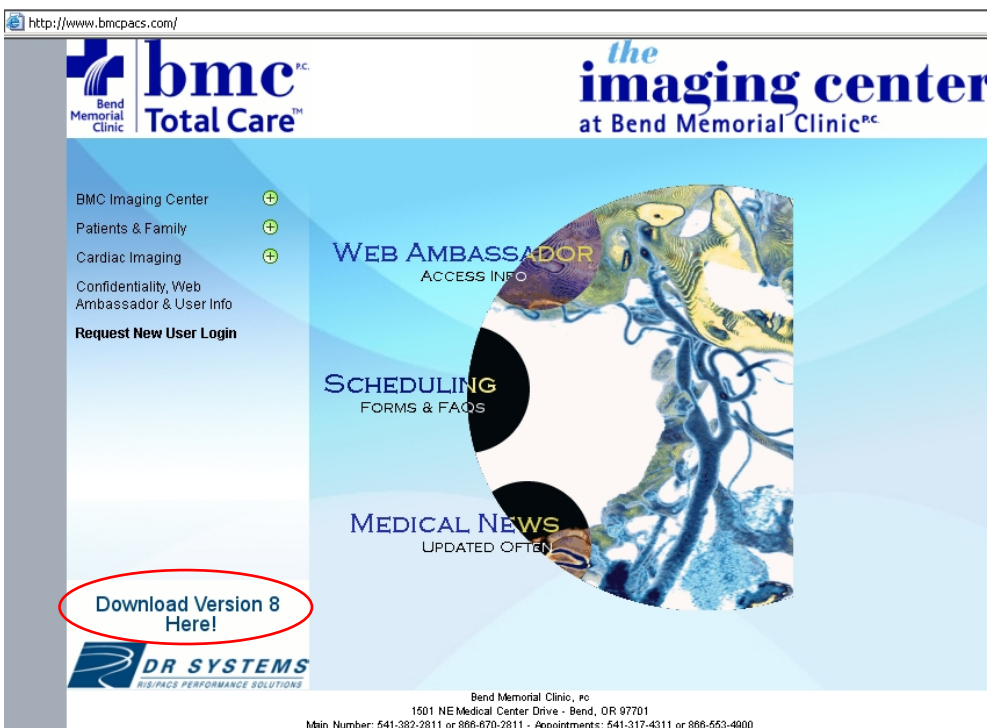 http://www.bmcpacs.com/
bmc P.C.
Bend
Memorial
Clinic
Total Care™
the
imaging center
at Bend Memorial Clinic P.C.
BMC Imaging Center
Patients & Family
Cardiac Imaging
Confidentiality, Web
Ambassador & User Info
Request New User Login
WEB AMBASSADOR
ACCESS INFO
SCHEDULING
FORMS & FAQS
MEDICAL NEWS
UPDATED OFTEN
Download Version 8
Here!
DR SYSTEMS
RIS/PACS PERFORMANCE SOLUTIONS
Bend Memorial Clinic, PC
1501 NE Medical Center Drive - Bend, OR 97701
Main Number: 541-382-2811 or 866-670-2811 - Appointments: 541-317-4311 or 866-553-4900